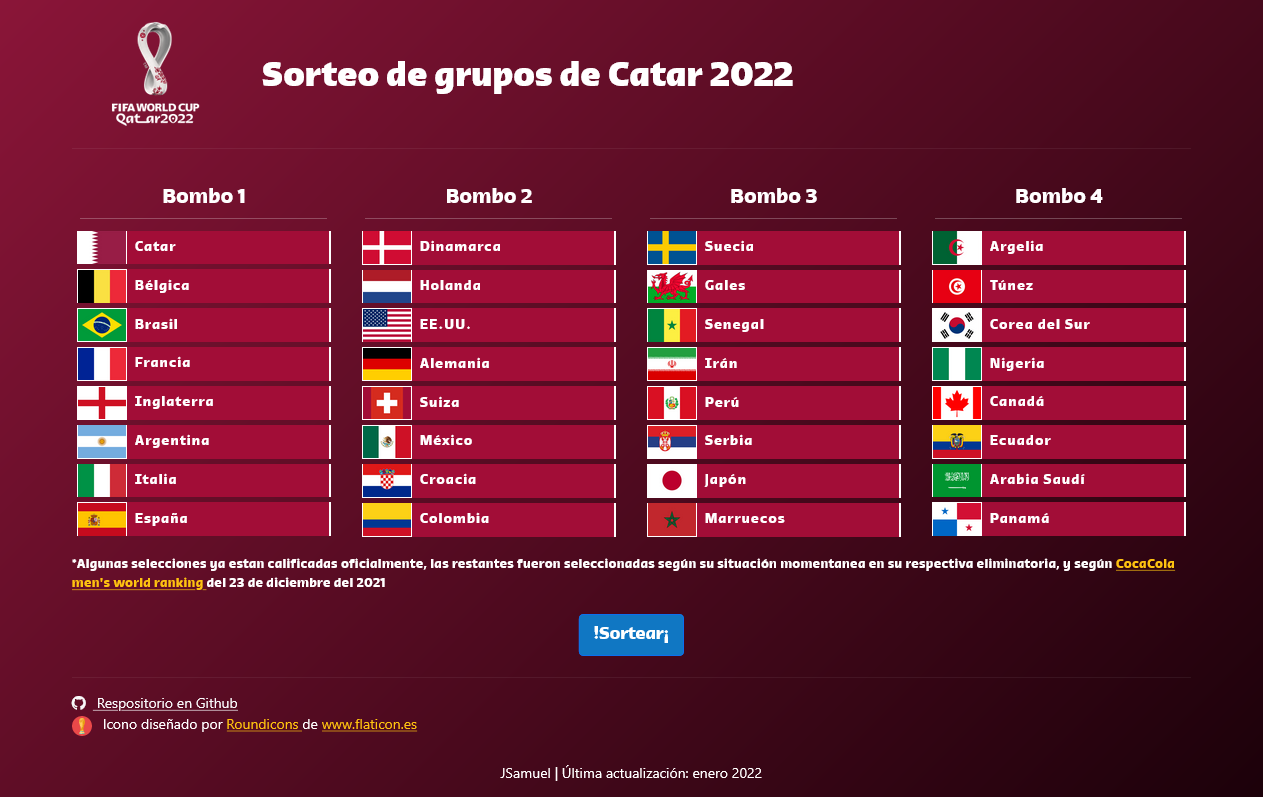 FIFA WORLD CUP
Qatar2022
Sorteo de grupos de Catar 2022
Bombo 1
Catar
Bélgica
Brasil
Francia
Inglaterra
Argentina
Italia
España
Bombo 2
Dinamarca
Holanda
EE.UU.
Alemania
Suiza
México
Croacia
Colombia
Bombo 3
Suecia
Gales
Senegal
Irán
Perú
Serbia
Japón
Marruecos
Bombo 4
Argelia
Túnez
Corea del Sur
Nigeria
Canadá
Ecuador
Arabia Saudí
Panamá
*Algunas selecciones ya estan calificadas oficialmente, las restantes fueron seleccionadas según su situación momentanea en su respectiva eliminatoria, y según CocaCola
men's world ranking del 23 de diciembre del 2021
!Sortear¡
Respositorio en Github
Icono diseñado por Roundicons de www.flaticon.es
JSamuel | Última actualización: enero 2022